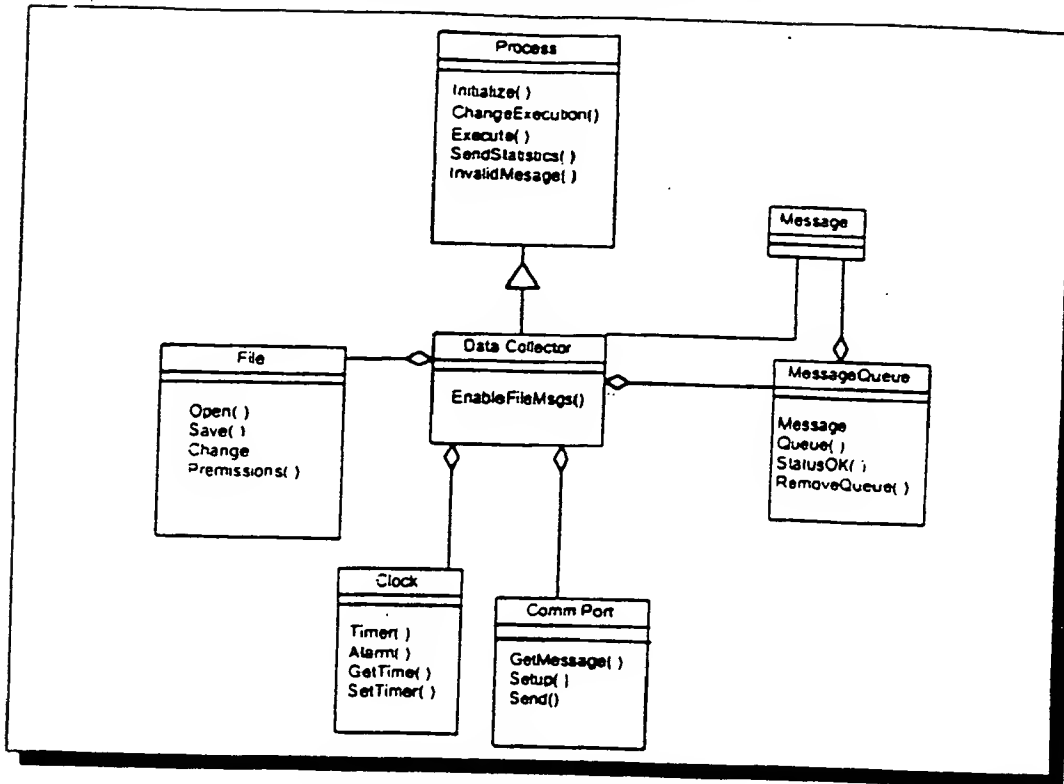 Process
Initialize( )
ChangeExecution()
Execute( )
SendStatistics( )
InvalidMesage( )
Message
Data Collector
EnableFileMsgs()
File
Open( )
Save( )
Change
Premissions( )
MessageQueue
Message
Queue( )
StatusOK( )
RemoveQueue( )
Clock
Timer( )
Alarm( )
GetTime( )
SetTimer( )
Comm Port
GetMessage( )
Setup( )
Send()